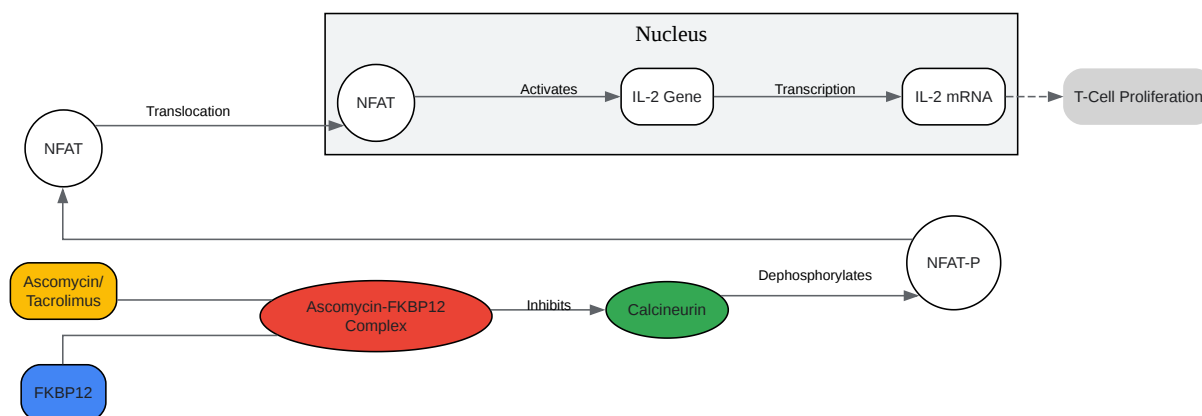 Nucleus
NFAT
Activates
IL-2 Gene
Transcription
IL-2 mRNA
T-Cell Proliferation
Translocation
NFAT
NFAT-P
Dephosphorylates
Ascomycin/
Tacrolimus
Ascomycin-FKBP12
Complex
Inhibits
Calcineurin
FKBP12